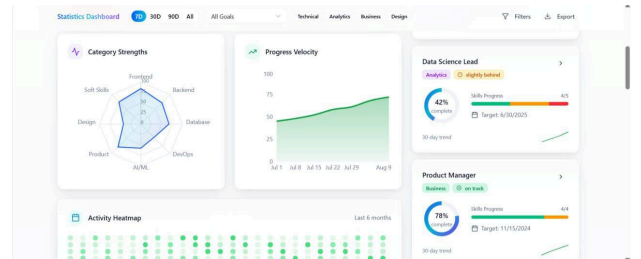 Statistics Dashboard 7D 30D 90D All All Goals Technical Analytics Business Design Filters Export
Category Strengths
Frontend
Backend
Database
DevOps
AI/ML
Product
Design
Soft Skills
100
50
25
0
Progress Velocity
100
75
50
25
0
Jul 1 Jul 8 Jul 15 Jul 22 Jul 29 Aug 9
Activity Heatmap Last 6 months
Data Science Lead
Analytics slightly behind
42%
complete
Skills Progress 4/5
Target: 6/30/2025
30-day trend
Product Manager
Business on track
78%
complete
Skills Progress 4/4
Target: 11/15/2024
30-day trend